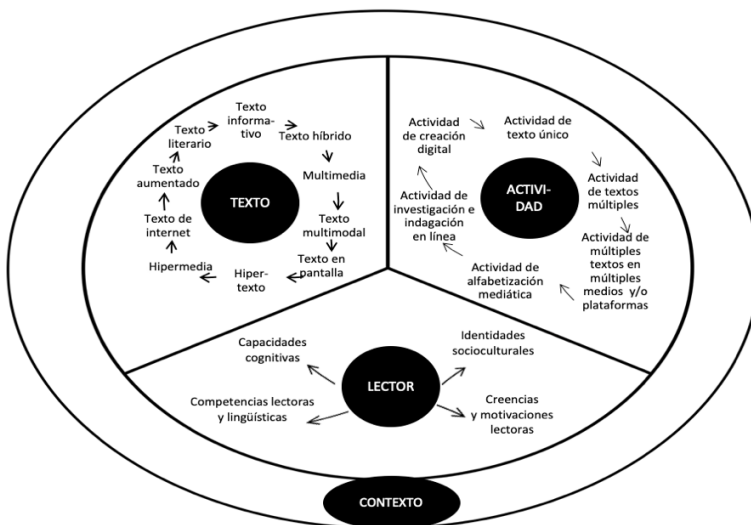 Texto
informa-
tivo
Texto híbrido
Multimedia
Texto
multimodal
Texto en
pantalla
Hiper-
texto
Hipermedia
Texto de
internet
Texto
aumentado
Texto
literario
TEXTO
Actividad
de creación
digital
Actividad de
texto único
Actividad
de textos
múltiples
Actividad de
múltiples
textos en
múltiples
medios y/o
plataformas
Actividad de
alfabetización
mediática
Actividad de
investigación e
indagación
en línea
ACTIVI-
DAD
Capacidades
cognitivas
Identidades
socioculturales
LECTOR
Competencias lectoras
y lingüísticas
Creencias
y motivaciones
lectoras
CONTEXTO